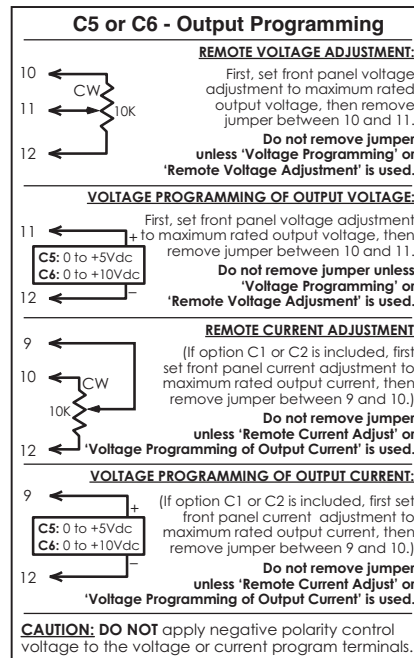 C5 or C6 - Output Programming
REMOTE VOLTAGE ADJUSTMENT:
10
CW
11
10K
12
First, set front panel voltage
adjustment to maximum rated
output voltage, then remove
jumper between 10 and 11.
Do not remove jumper
unless 'Voltage Programming' or
'Remote Voltage Adjustment' is used.
VOLTAGE PROGRAMMING OF OUTPUT VOLTAGE:
11
+
C5: 0 to +5Vdc
C6: 0 to +10Vdc
12
–
First, set front panel voltage adjustment
to maximum rated output voltage, then
remove jumper between 10 and 11.
Do not remove jumper unless
'Voltage Programming' or
'Remote Voltage Adjusment' is used.
REMOTE CURRENT ADJUSTMENT
9
10
CW
10K
12
(If option C1 or C2 is included, first
set front panel current adjustment to
maximum rated output current, then
remove jumper between 9 and 10.)
Do not remove jumper
unless 'Remote Current Adjust' or
'Voltage Programming of Output Current' is used.
VOLTAGE PROGRAMMING OF OUTPUT CURRENT:
9
+
C5: 0 to +5Vdc
C6: 0 to +10Vdc
12
–
(If option C1 or C2 is included, first set
front panel current adjustment to
maximum rated output current, then
remove jumper between 9 and 10.)
Do not remove jumper
unless 'Remote Current Adjust' or
'Voltage Programming of Output Current' is used.
CAUTION: DO NOT apply negative polarity control
voltage to the voltage or current program terminals.